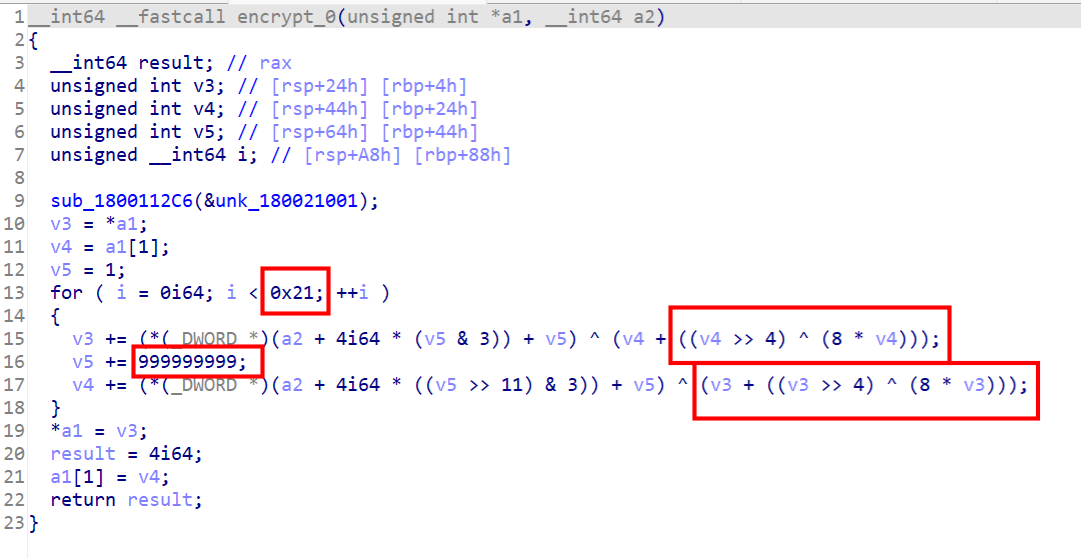 1 __int64 __fastcall encrypt_0(unsigned int *a1, __int64 a2)
2 {
3   __int64 result; // rax
4   unsigned int v3; // [rsp+24h] [rbp+4h]
5   unsigned int v4; // [rsp+44h] [rbp+24h]
6   unsigned int v5; // [rsp+64h] [rbp+44h]
7   unsigned __int64 i; // [rsp+A8h] [rbp+88h]
8
9   sub_1800112C6(&unk_180021001);
10   v3 = *a1;
11   v4 = a1[1];
12   v5 = 1;
13   for ( i = 0i64; i < 0x21; ++i )
14   {
15     v3 += (*(_DWORD *)(a2 + 4i64 * (v5 & 3)) + v5) ^ (v4 + ((v4 >> 4) ^ (8 * v4)));
16     v5 += 999999999;
17     v4 += (*(_DWORD *)(a2 + 4i64 * ((v5 >> 11) & 3)) + v5) ^ (v3 + ((v3 >> 4) ^ (8 * v3)));
18   }
19   *a1 = v3;
20   result = 4i64;
21   a1[1] = v4;
22   return result;
23 }